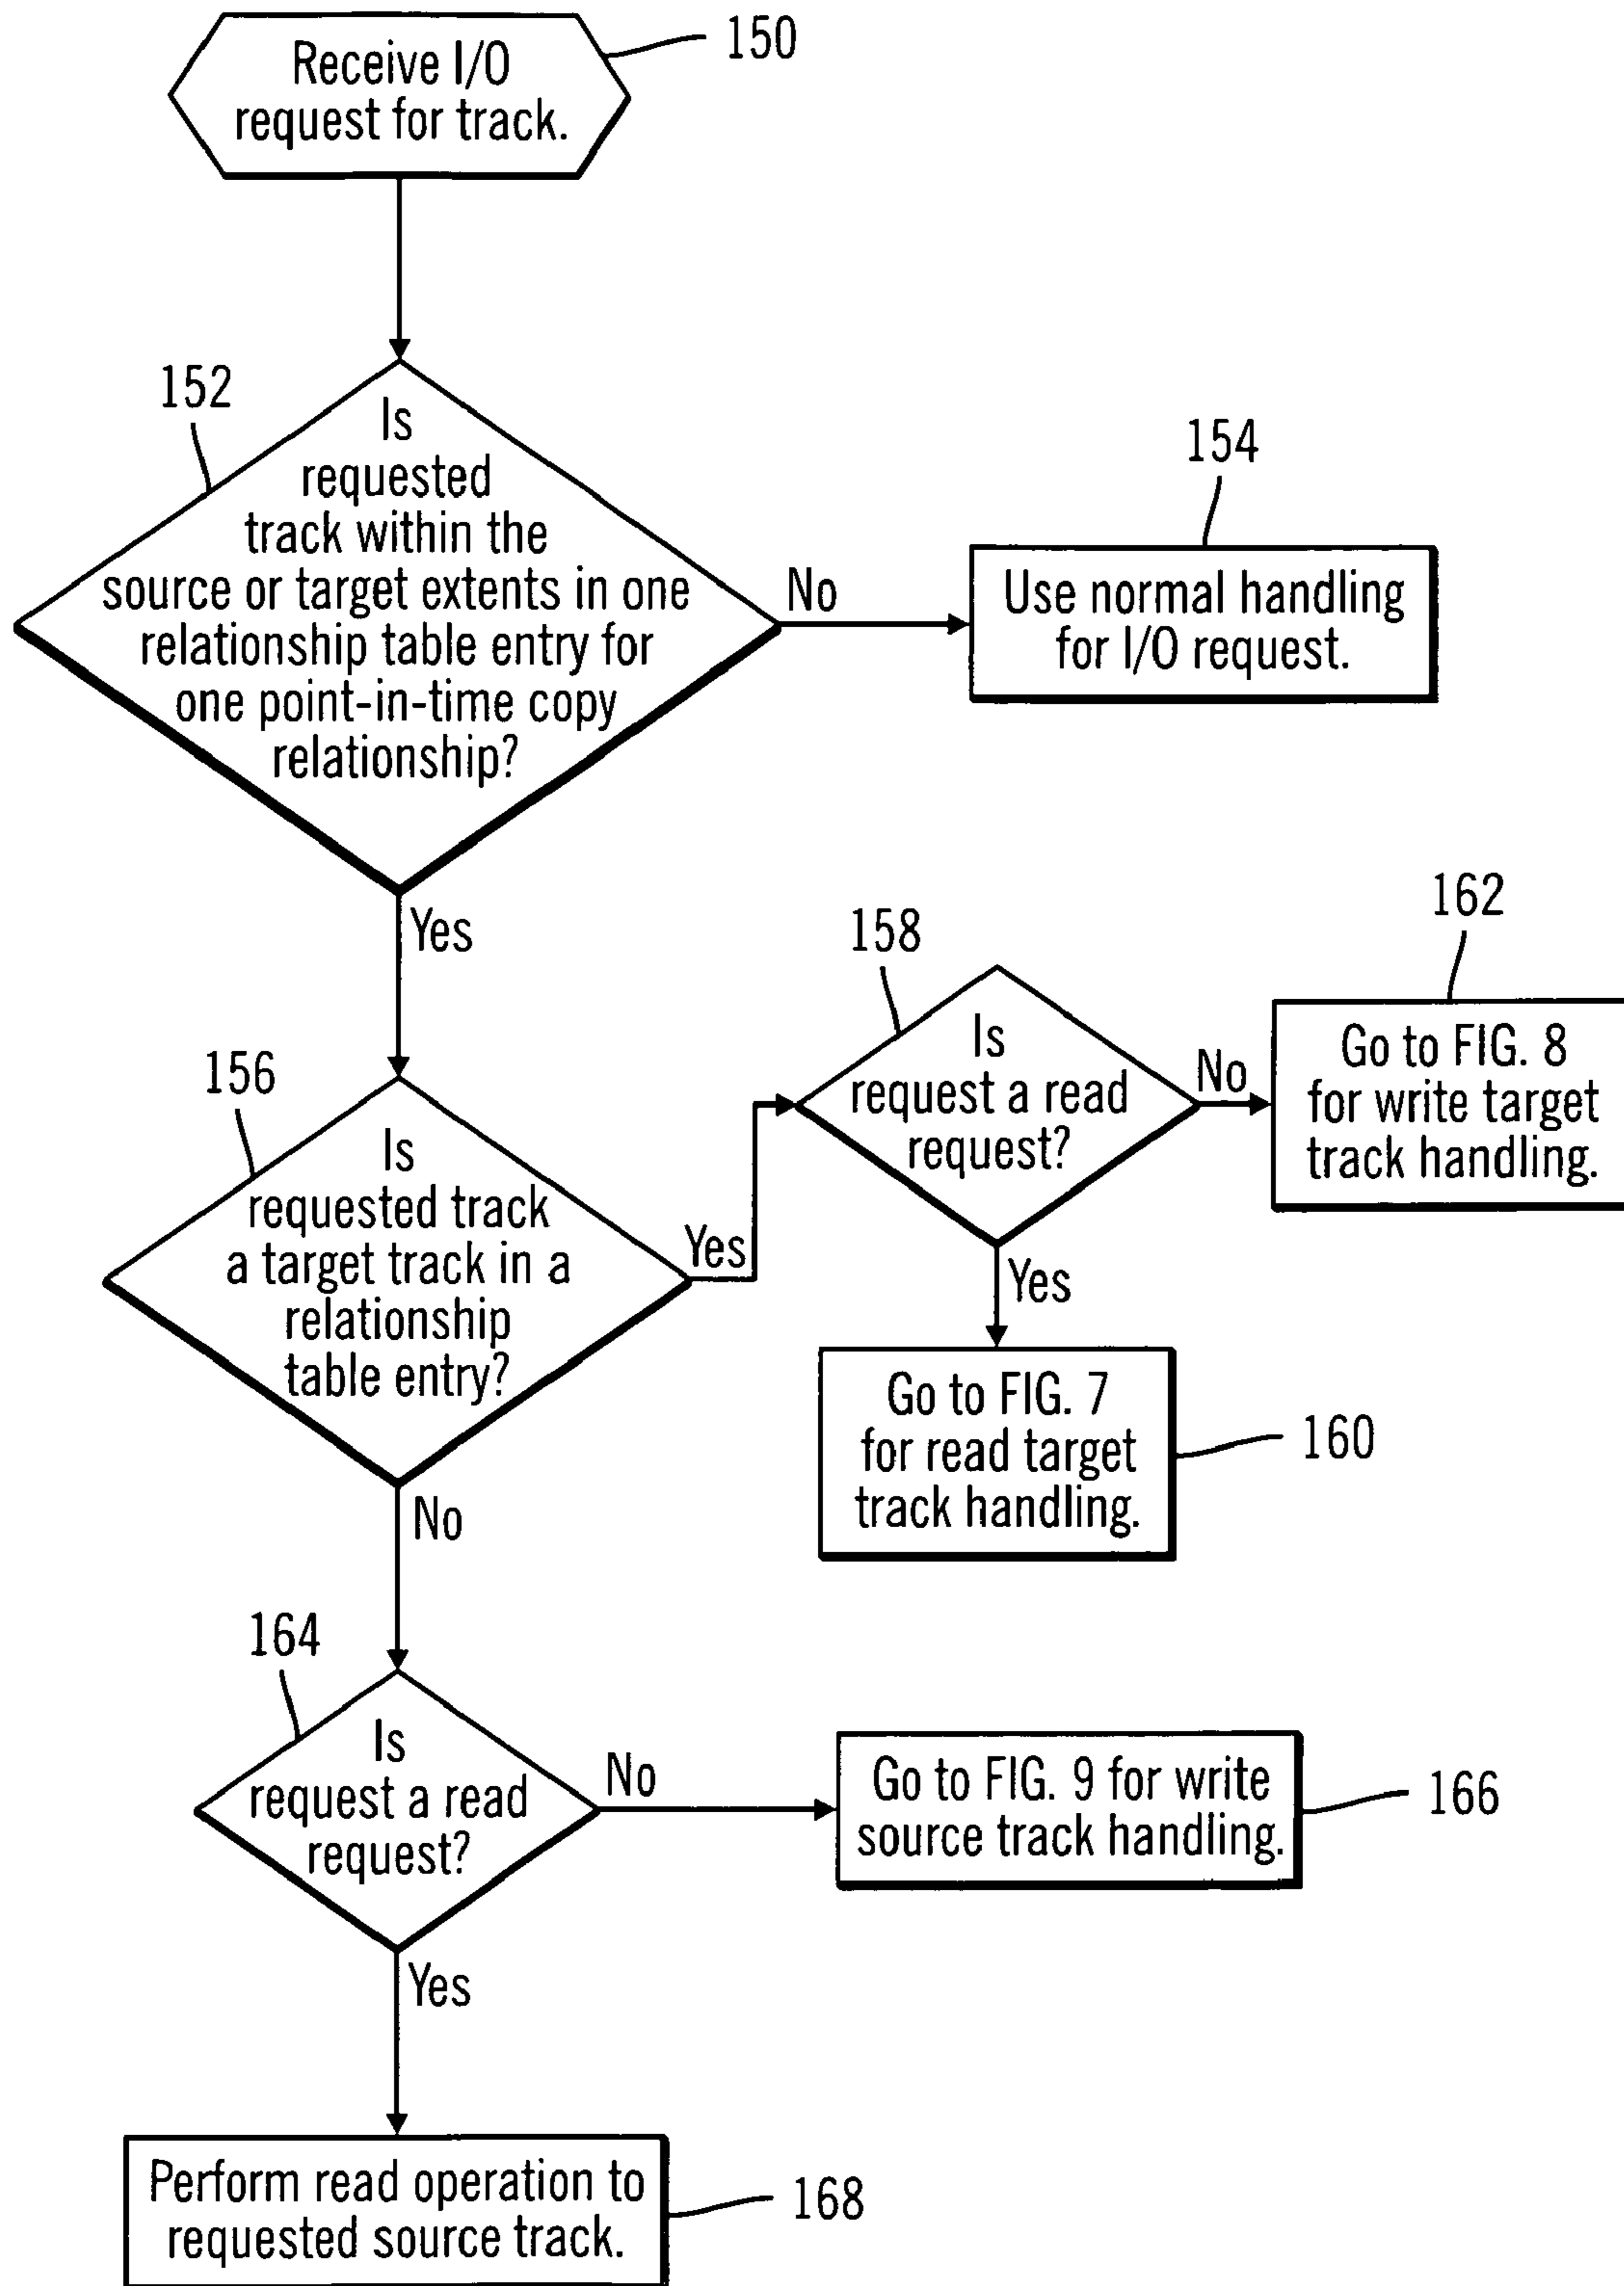 Receive I/O
request for track.
150
152
Is
requested
track within the
source or target extents in one
relationship table entry for
one point-in-time copy
relationship?
No
154
Use normal handling
for I/O request.
Yes
156
Is
requested track
a target track in a
relationship
table entry?
Yes
158
Is
request a read
request?
No
162
Go to FIG. 8
for write target
track handling.
Yes
Go to FIG. 7
for read target
track handling.
160
No
164
Is
request a read
request?
No
Go to FIG. 9 for write
source track handling.
166
Yes
Perform read operation to
requested source track.
168